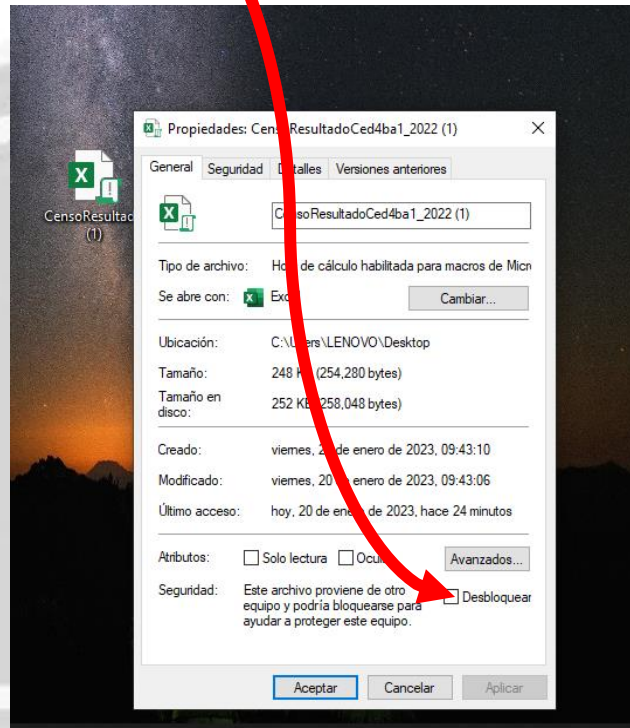 Propiedades: CensoResultadoCed4ba1_2022 (1)
CensoResultad
(1)
General Seguridad Detalles Versiones anteriores
CensoResultadoCed4ba1_2022 (1)
Tipo de archivo: Hoja de cálculo habilitada para macros de Micr
Se abre con: Excel Cambiar...
Ubicación: C:\Users\LENOVO\Desktop
Tamaño: 248 KB (254,280 bytes)
Tamaño en
disco: 252 KB (258,048 bytes)
Creado: viernes, 20 de enero de 2023, 09:43:10
Modificado: viernes, 20 de enero de 2023, 09:43:06
Último acceso: hoy, 20 de enero de 2023, hace 24 minutos
Atributos: Solo lectura Oculto Avanzados...
Seguridad: Este archivo proviene de otro
equipo y podría bloquearse para
ayudar a proteger este equipo.
Desbloquear
Aceptar Cancelar Aplicar